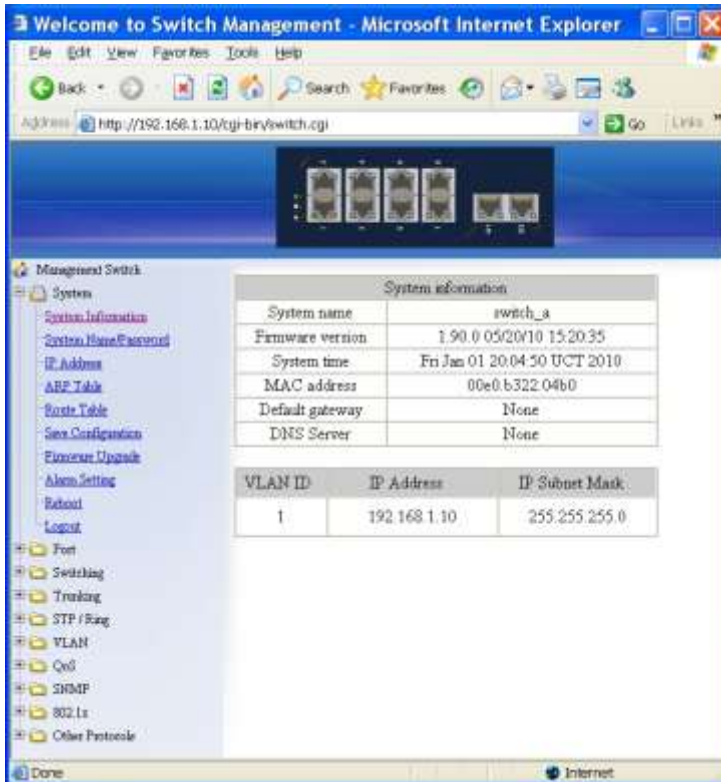 Welcome to Switch Management - Microsoft Internet Explorer
File Edit View Favorites Tools Help
Back Search Favorites
Address http://192.168.1.10/cgi-bin/switch.cgi Go Links »
Management Switch
System
System Information
System Name/Password
IP Address
ARP Table
Route Table
Save Configuration
Firmware Upgrade
Alarm Setting
Reboot
Logout
Port
Switching
Trunking
STP / Ring
VLAN
QoS
SNMP
802.1x
Other Protocols
System information
System name switch_a
Firmware version 1.90.0 05/20/10 15:20:35
System time Fri Jan 01 20:04:50 UCT 2010
MAC address 00e0.b322.04b0
Default gateway None
DNS Server None
VLAN ID IP Address IP Subnet Mask
1 192.168.1.10 255.255.255.0
Done Internet